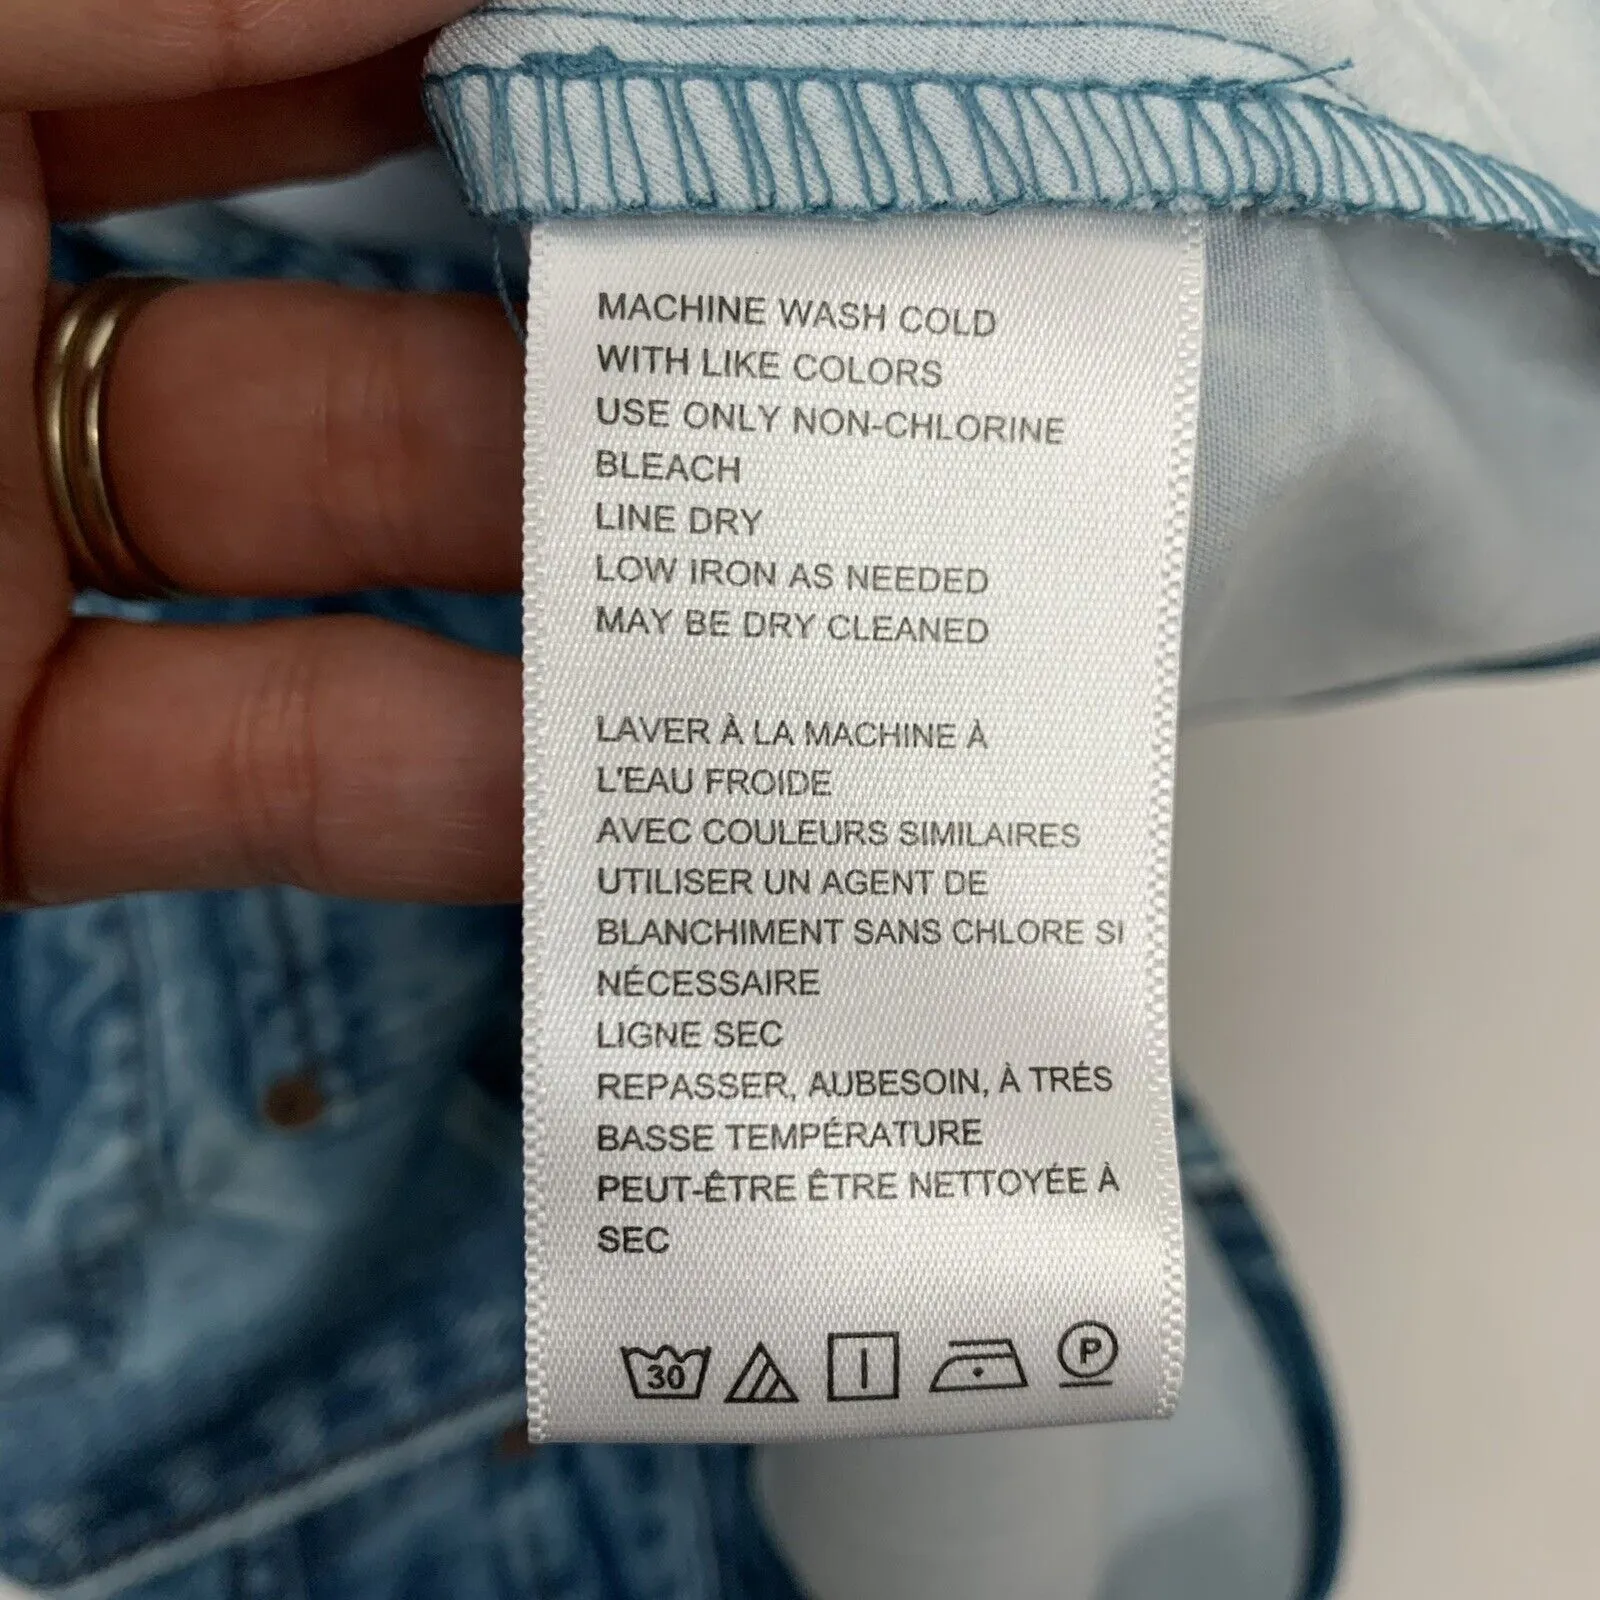 MACHINE WASH COLD
WITH LIKE COLORS
USE ONLY NON-CHLORINE
BLEACH
LINE DRY
LOW IRON AS NEEDED
MAY BE DRY CLEANED
LAVER À LA MACHINE À
L'EAU FROIDE
AVEC COULEURS SIMILAIRES
UTILISER UN AGENT DE
BLANCHIMENT SANS CHLORE SI
NÉCESSAIRE
LIGNE SEC
REPASSER, AUBESOIN, À TRÉS
BASSE TEMPÉRATURE
PEUT-ÊTRE ÊTRE NETTOYÉE À
SEC
30 P